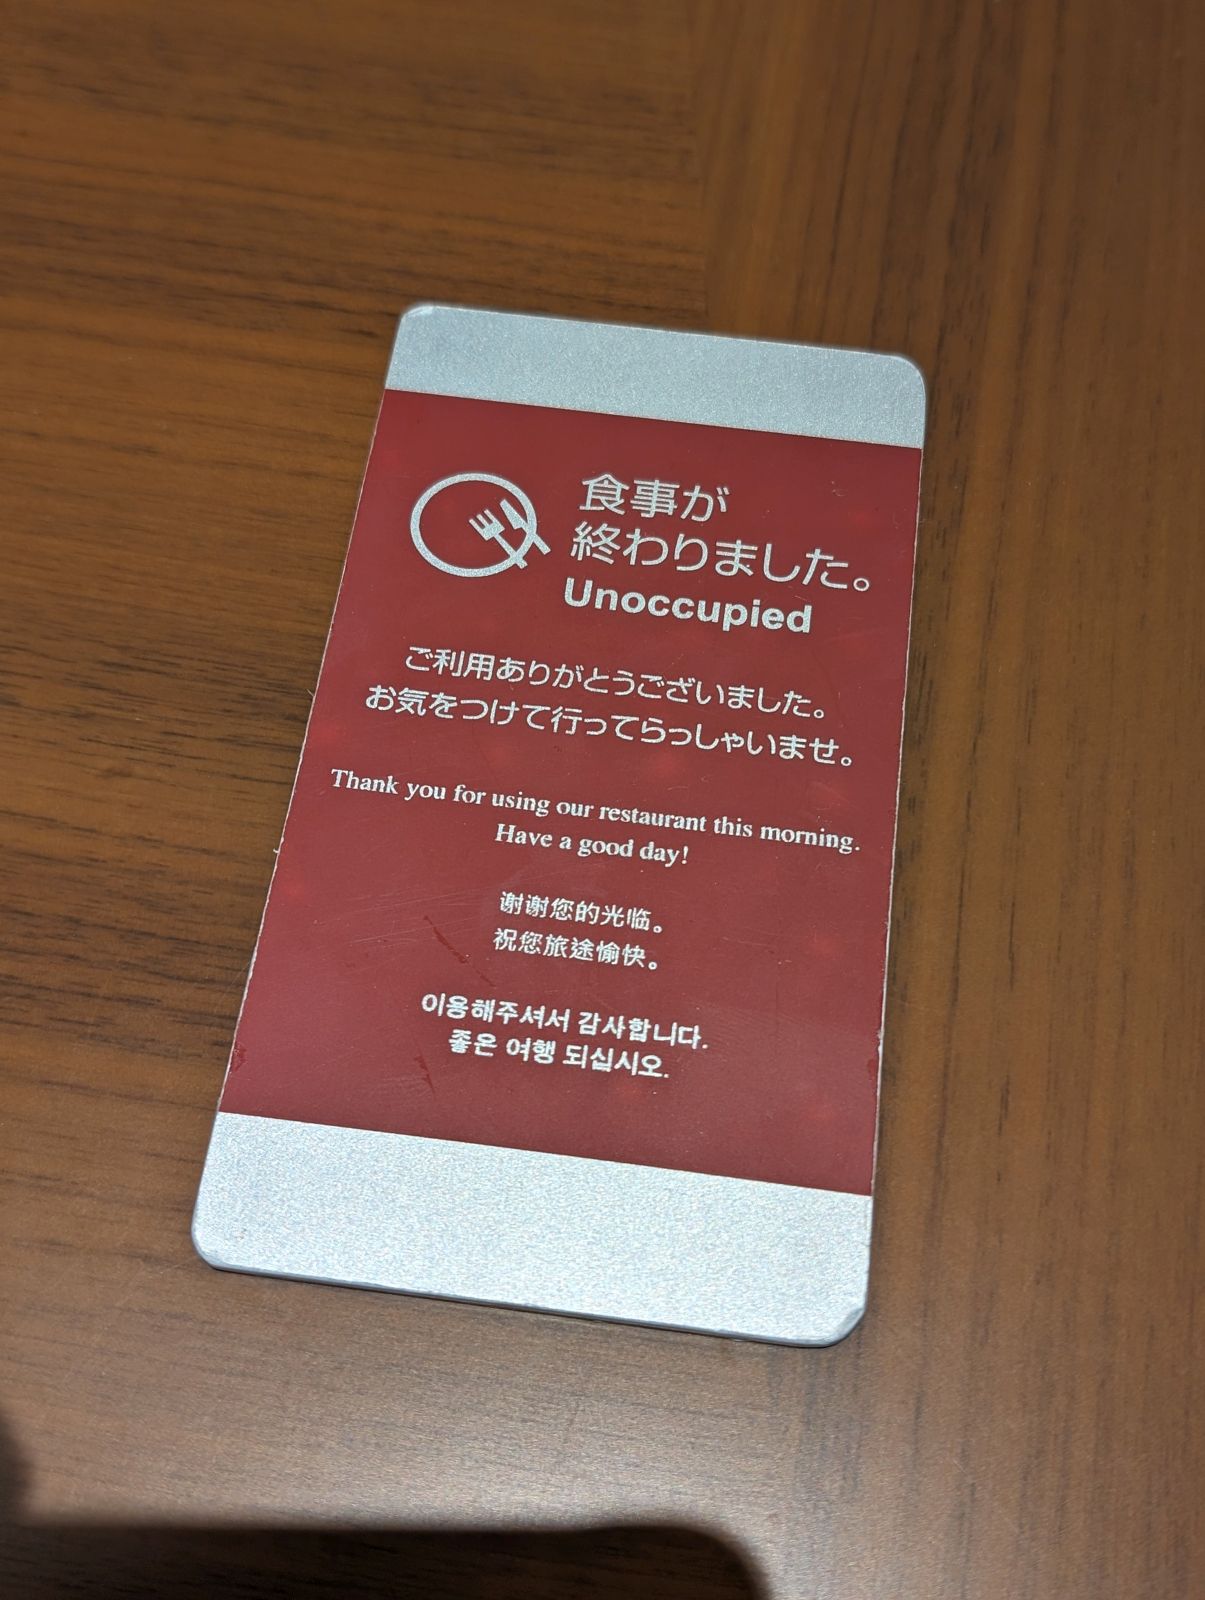 食事が
終わりました。
Unoccupied
ご利用ありがとうございました。
お気をつけて行ってらっしゃいませ。
Thank you for using our restaurant this morning.
Have a good day!
谢谢您的光临。
祝您旅途愉快。
이용해주셔서 감사합니다.
좋은 여행 되십시오.